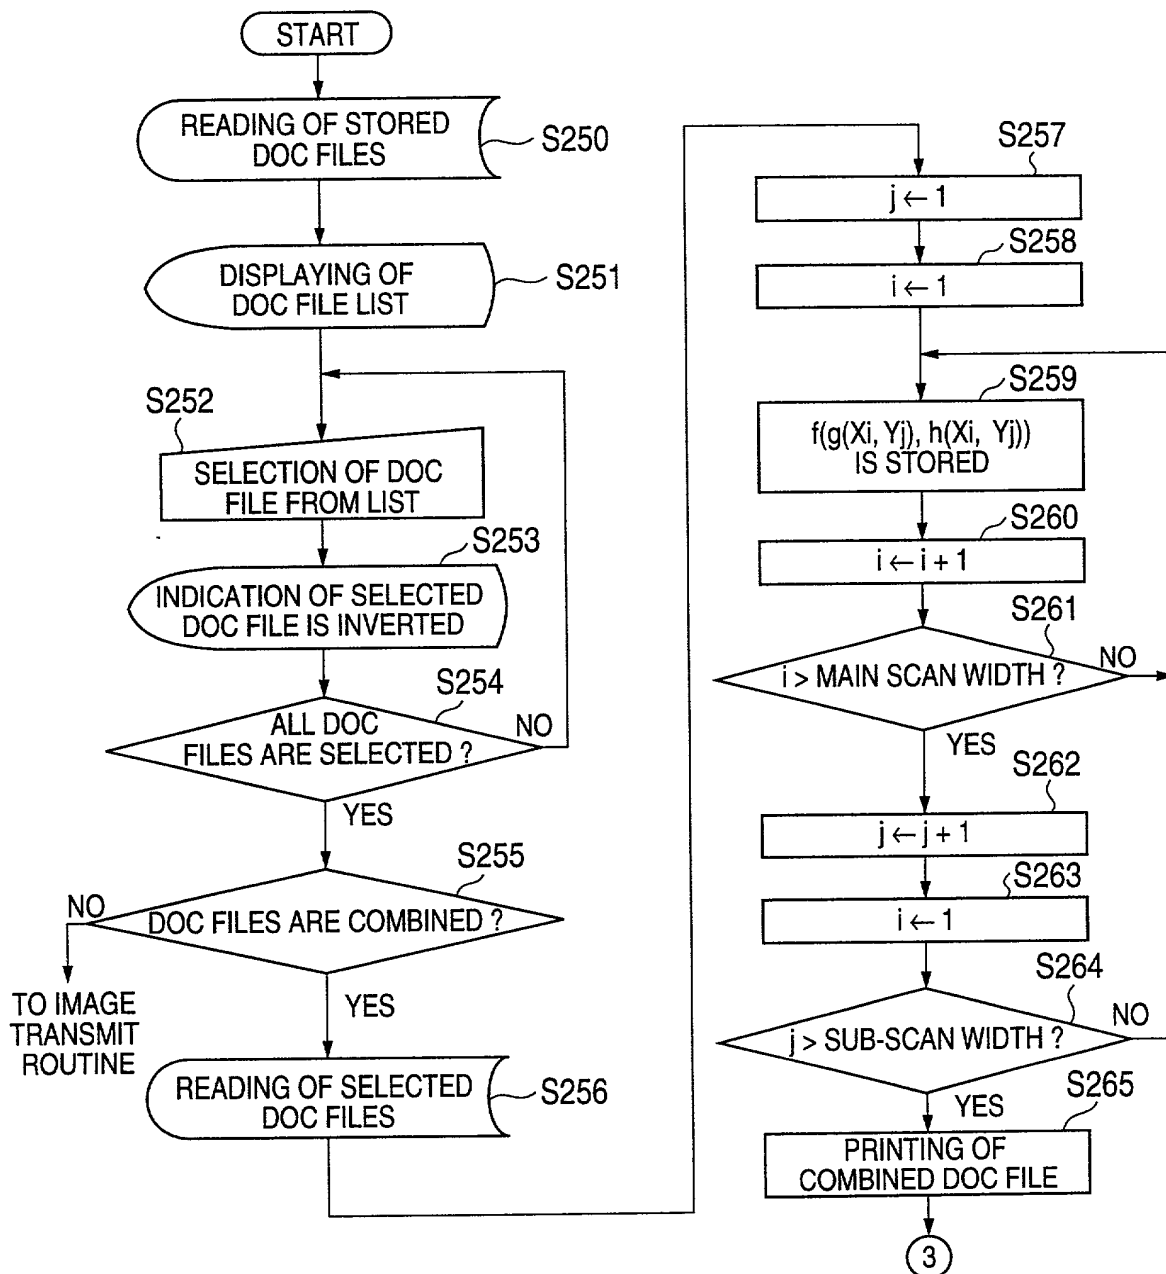 START
READING OF STORED
DOC FILES
S250
DISPLAYING OF
DOC FILE LIST
S251
S252
SELECTION OF DOC
FILE FROM LIST
S253
INDICATION OF SELECTED
DOC FILE IS INVERTED
S254
ALL DOC
FILES ARE SELECTED ?
NO
YES
S255
DOC FILES ARE COMBINED ?
NO
TO IMAGE
TRANSMIT
ROUTINE
YES
READING OF SELECTED
DOC FILES
S256
S257
j ← 1
S258
i ← 1
S259
f(g(Xi, Yj), h(Xi, Yj))
IS STORED
S260
i ← i + 1
S261
i > MAIN SCAN WIDTH ?
NO
YES
S262
j ← j + 1
S263
i ← 1
S264
j > SUB-SCAN WIDTH ?
NO
YES
S265
PRINTING OF
COMBINED DOC FILE
3